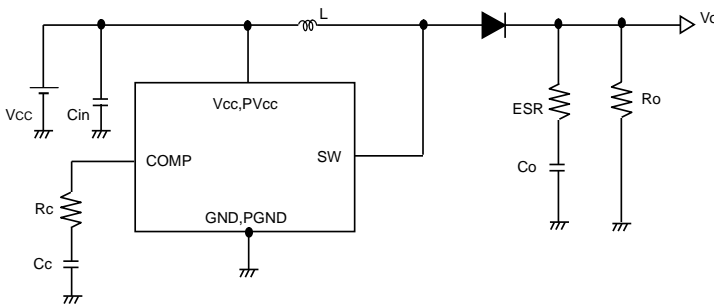 L
Vcc
Cin
Vcc,PVcc
COMP
SW
GND,PGND
Rc
Cc
ESR
Co
Ro